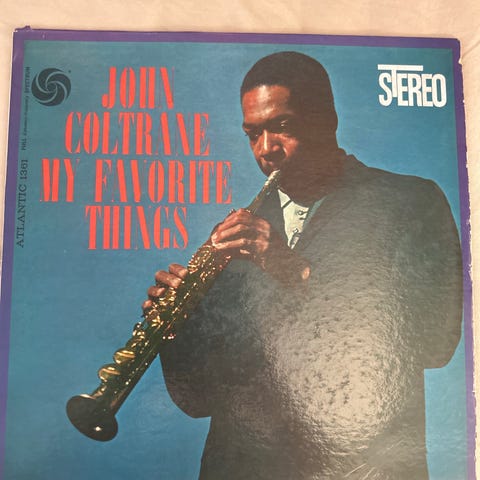 JOHN
COLTRANE
MY FAVORITE
THINGS
STEREO
ATLANTIC 1361